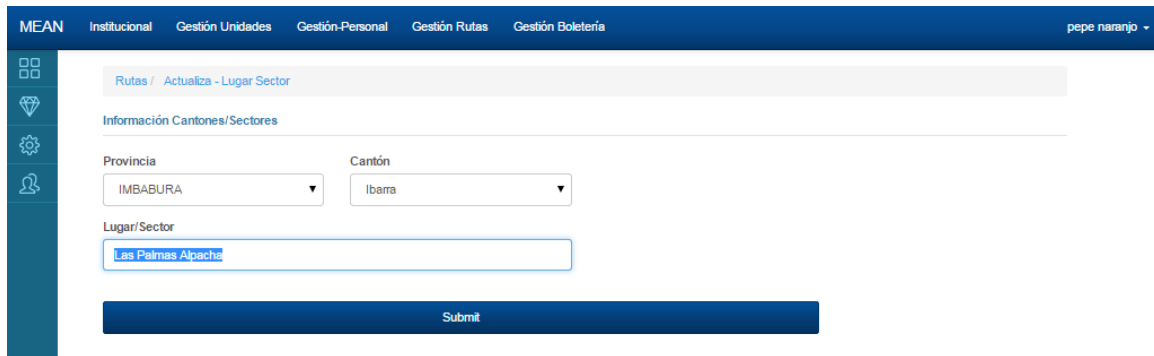 MEAN Institucional Gestión Unidades Gestión-Personal Gestión Rutas Gestión Boletería pepe naranjo
Rutas / Actualiza - Lugar Sector
Información Cantones/Sectores
Provincia Cantón
IMBABURA Ibarra
Lugar/Sector
Las Palmas Alpacha
Submit